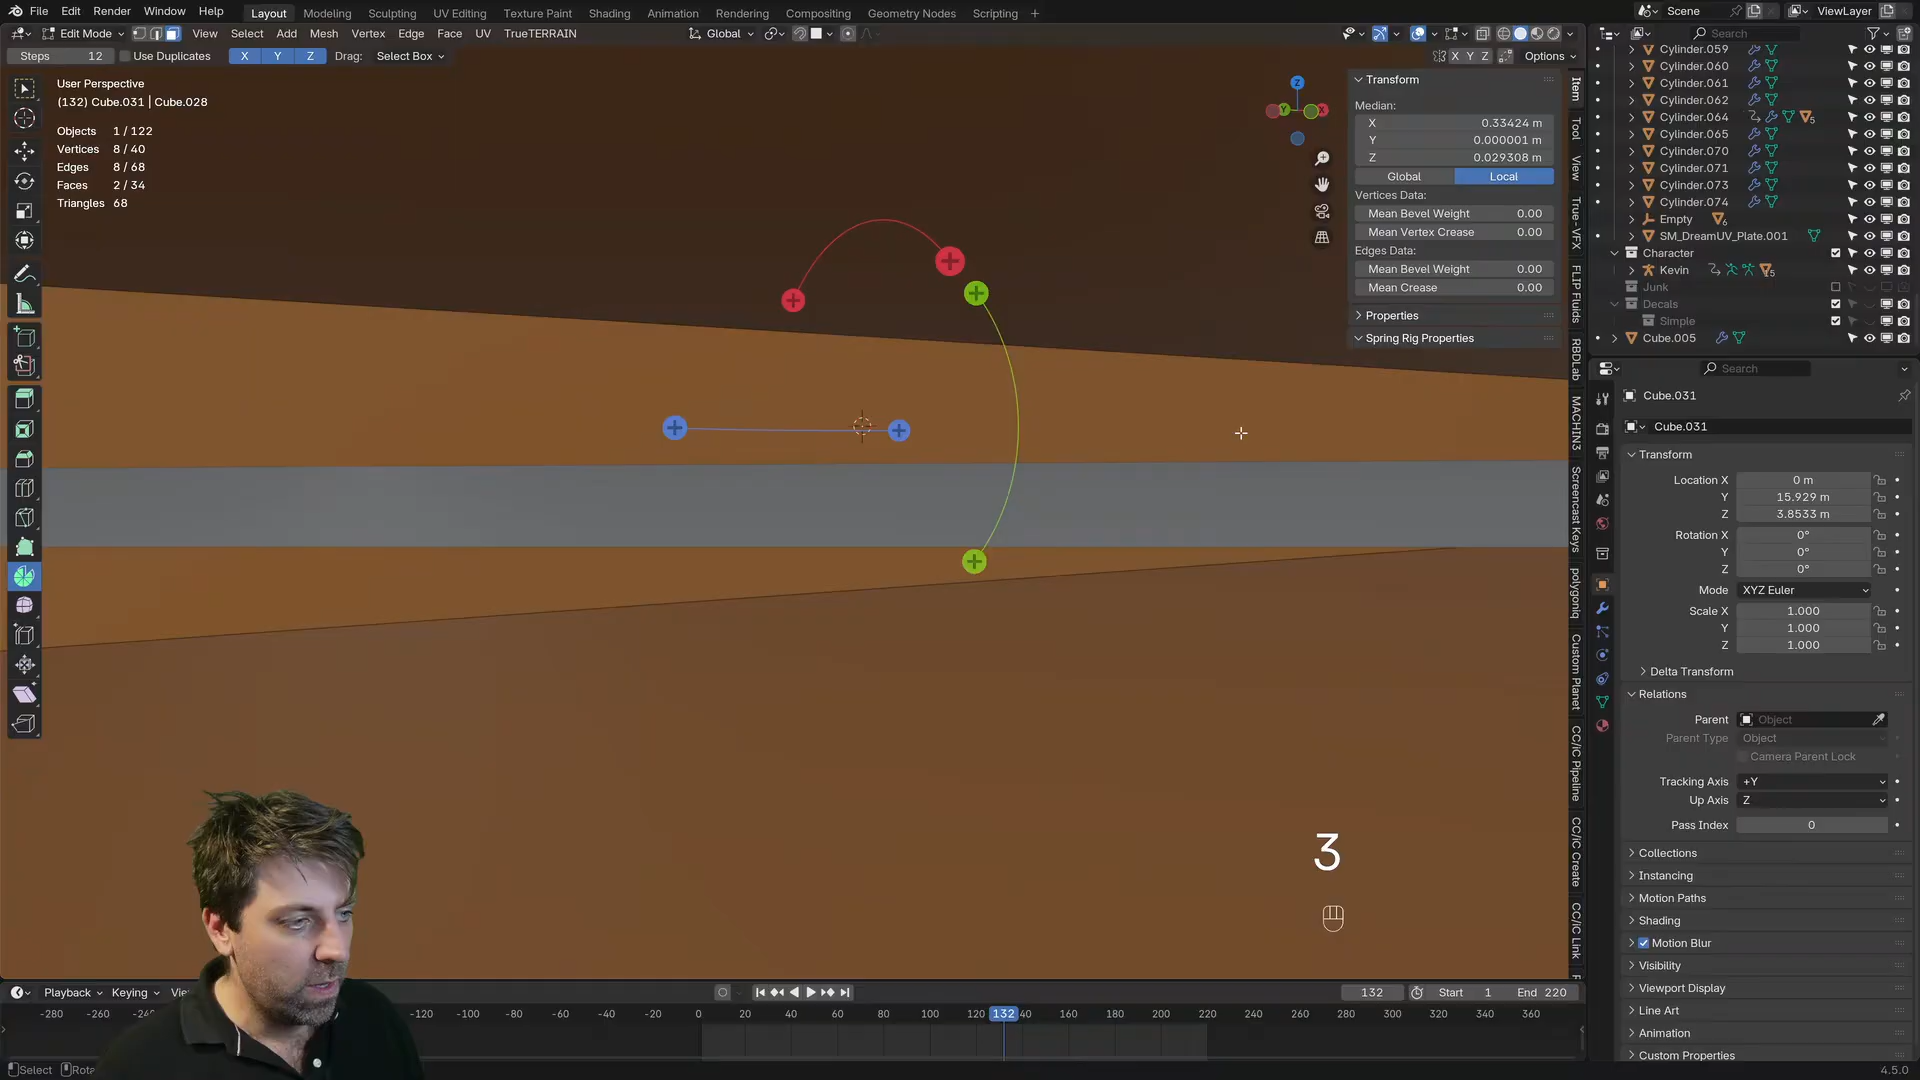 File Edit Render Window Help Layout Modeling Sculpting UV Editing Texture Paint Shading Animation Rendering Compositing Geometry Nodes Scripting + Scene ViewLayer
Edit Mode View Select Add Mesh Vertex Edge Face UV TrueTERRAIN Global Search
Steps 12 Use Duplicates X Y Z Drag: Select Box X Y Z Options
User Perspective
(132) Cube.031 | Cube.028
Objects 1 / 122
Vertices 8 / 40
Edges 8 / 68
Faces 2 / 34
Triangles 68
Z
Y
X
Transform
Median:
X 0.33424 m
Y 0.000001 m
Z 0.029308 m
Global Local
Vertices Data:
Mean Bevel Weight 0.00
Mean Vertex Crease 0.00
Edges Data:
Mean Bevel Weight 0.00
Mean Crease 0.00
Properties
Spring Rig Properties
Item
Tool
View
True-VFX
FLIP Fluids
RBDLab
MACHIN3
Screencast Keys
polygoniq
Custom Planet
CC/iC Pipeline
CC/iC Create
CC/iC Link
Cylinder.059
Cylinder.060
Cylinder.061
Cylinder.062
Cylinder.064 5
Cylinder.065
Cylinder.070
Cylinder.071
Cylinder.073
Cylinder.074
Empty 6
SM_DreamUV_Plate.001
Character
Kevin 15
Junk
Decals
Simple
Cube.005
Search
Cube.031
Cube.031
Transform
Location X 0 m
Y 15.929 m
Z 3.8533 m
Rotation X 0°
Y 0°
Z 0°
Mode XYZ Euler
Scale X 1.000
Y 1.000
Z 1.000
Delta Transform
Relations
Parent Object
Parent Type Object
Camera Parent Lock
Tracking Axis +Y
Up Axis Z
Pass Index 0
Collections
Instancing
Motion Paths
Shading
Motion Blur
Visibility
Viewport Display
Line Art
Animation
Custom Properties
3
Playback Keying 132 Start 1 End 220
-280 -260 -120 -100 -80 -60 -40 -20 0 20 40 60 80 100 120 132 160 180 200 220 240 260 280 300 320 340 360
Select 4.5.0